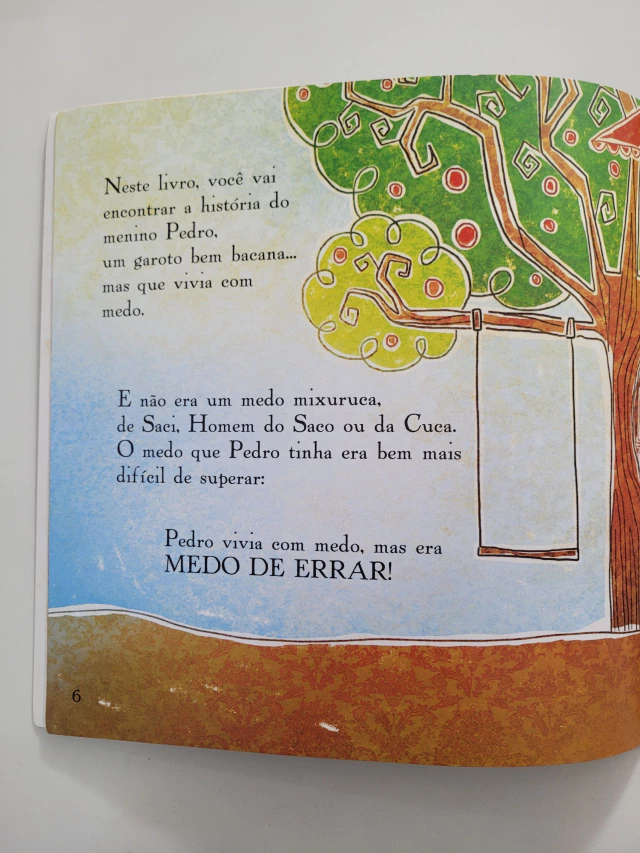 Neste livro, você vai
encontrar a história do
menino Pedro,
um garoto bem bacana...
mas que vivia com
medo.
E não era um medo mixuruca,
de Saci, Homem do Saco ou da Cuca.
O medo que Pedro tinha era bem mais
difícil de superar:
Pedro vivia com medo, mas era
MEDO DE ERRAR!
6